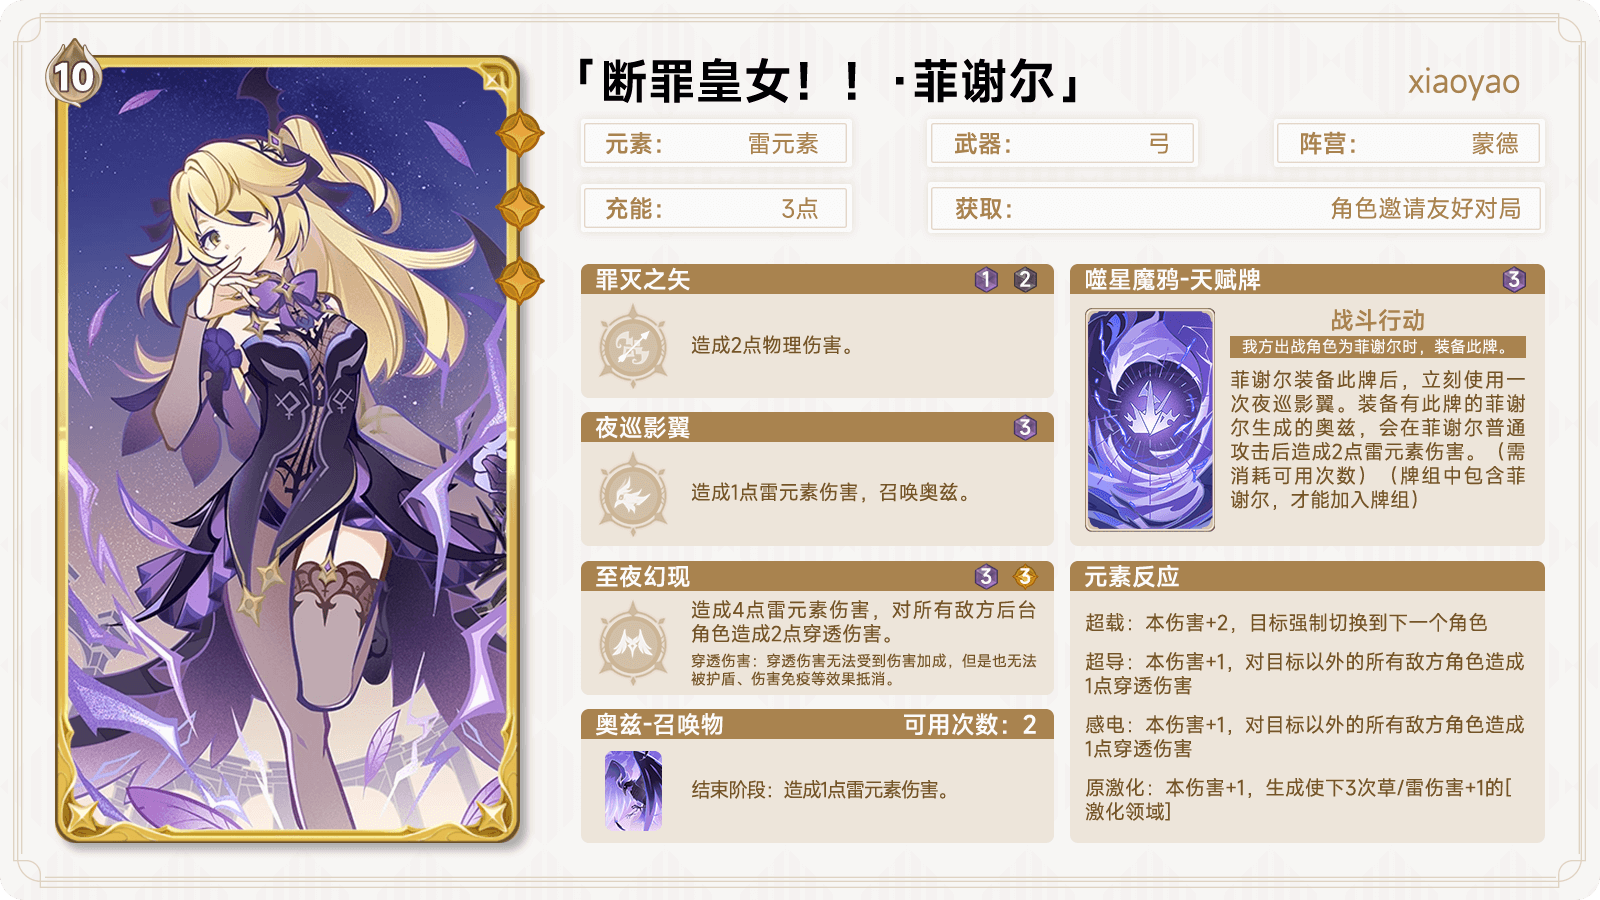 10
「断罪皇女！！·菲谢尔」
xiaoyao
元素： 雷元素
武器： 弓
阵营： 蒙德
充能： 3点
获取： 角色邀请友好对局
罪灭之矢 1 2
造成2点物理伤害。
夜巡影翼 3
造成1点雷元素伤害，召唤奥兹。
至夜幻现 3 3
造成4点雷元素伤害，对所有敌方后台
角色造成2点穿透伤害。
穿透伤害：穿透伤害无法受到伤害加成，但是也无法
被护盾、伤害免疫等效果抵消。
奥兹-召唤物 可用次数：2
结束阶段：造成1点雷元素伤害。
噬星魔鸦-天赋牌 3
战斗行动
我方出战角色为菲谢尔时，装备此牌。
菲谢尔装备此牌后，立刻使用一
次夜巡影翼。装备有此牌的菲谢
尔生成的奥兹，会在菲谢尔普通
攻击后造成2点雷元素伤害。（需
消耗可用次数）（牌组中包含菲
谢尔，才能加入牌组）
元素反应
超载：本伤害+2，目标强制切换到下一个角色
超导：本伤害+1，对目标以外的所有敌方角色造成
1点穿透伤害
感电：本伤害+1，对目标以外的所有敌方角色造成
1点穿透伤害
原激化：本伤害+1，生成使下3次草/雷伤害+1的[
激化领域]